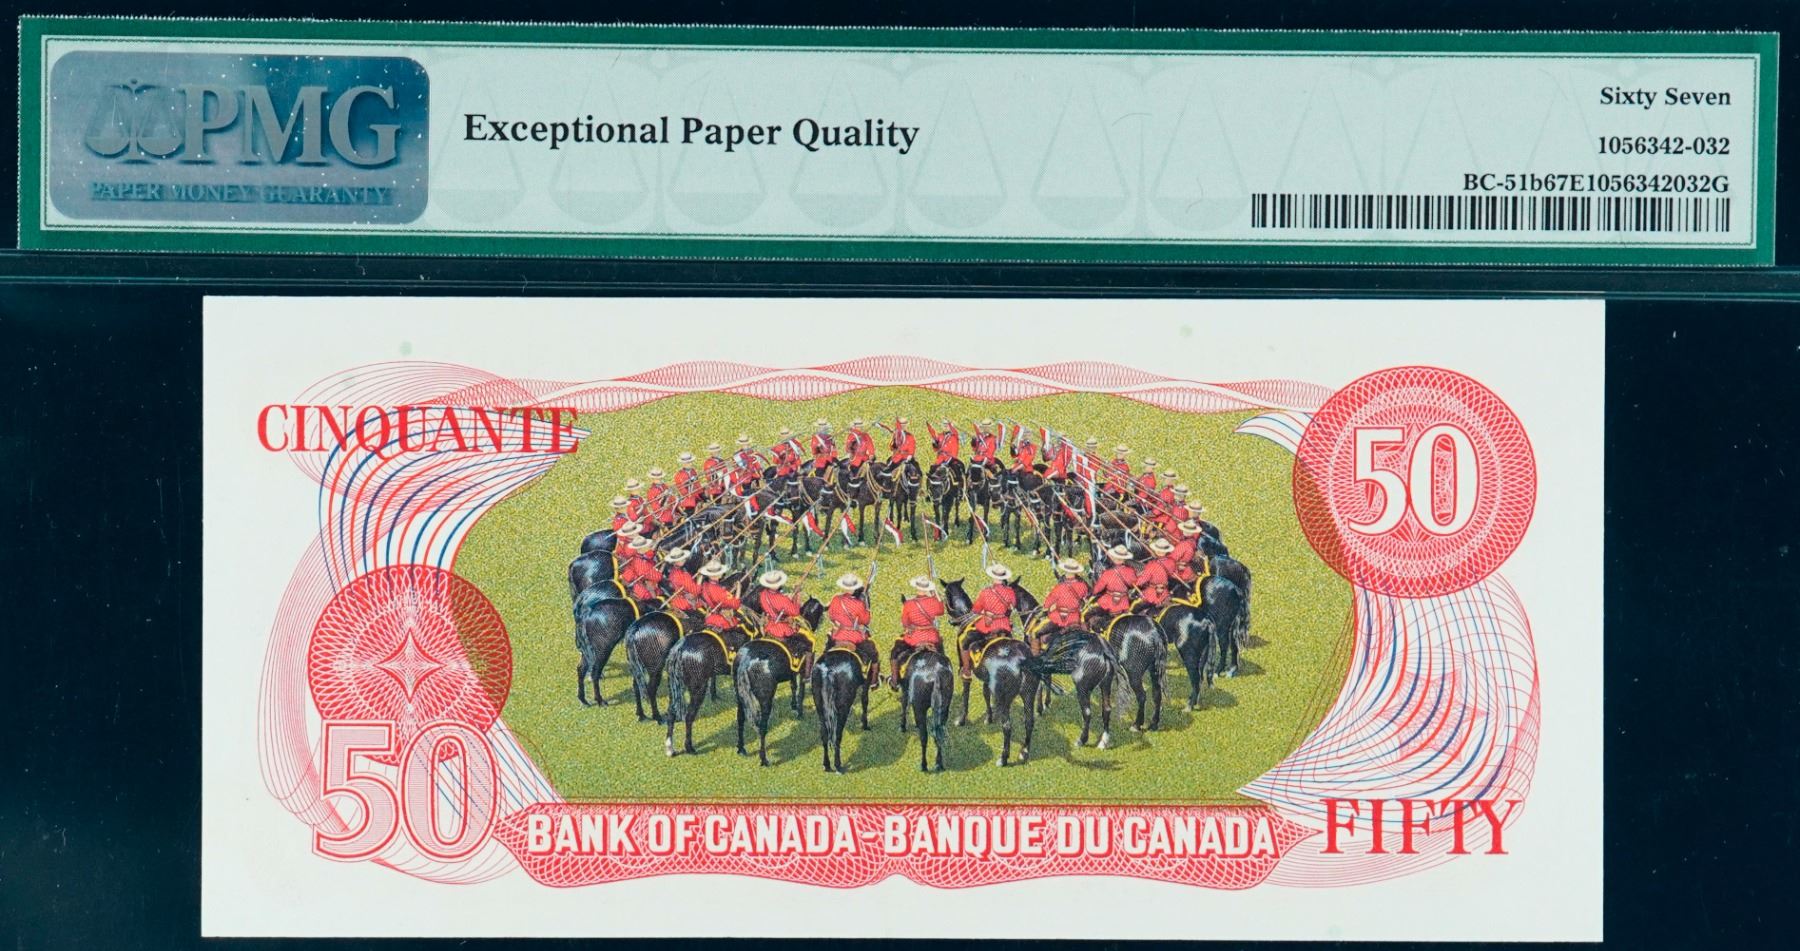 PMG
PAPER MONEY GUARANTY
Exceptional Paper Quality
Sixty Seven
1056342-032
BC-51b67E1056342032G
CINQUANTE
50
50
BANK OF CANADA-BANQUE DU CANADA
FIFTY